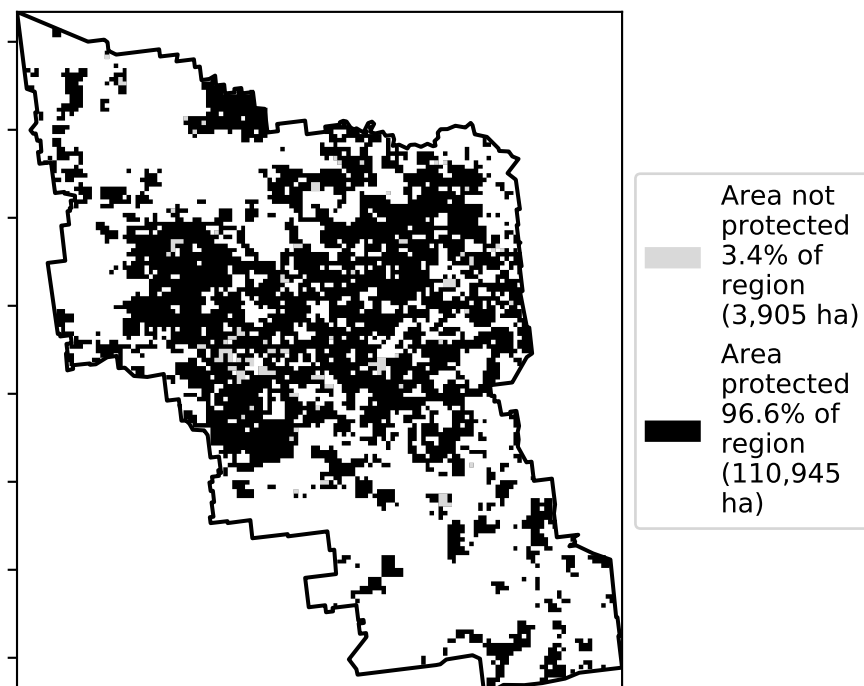 Area not
protected
3.4% of
region
(3,905 ha)
Area
protected
96.6% of
region
(110,945
ha)